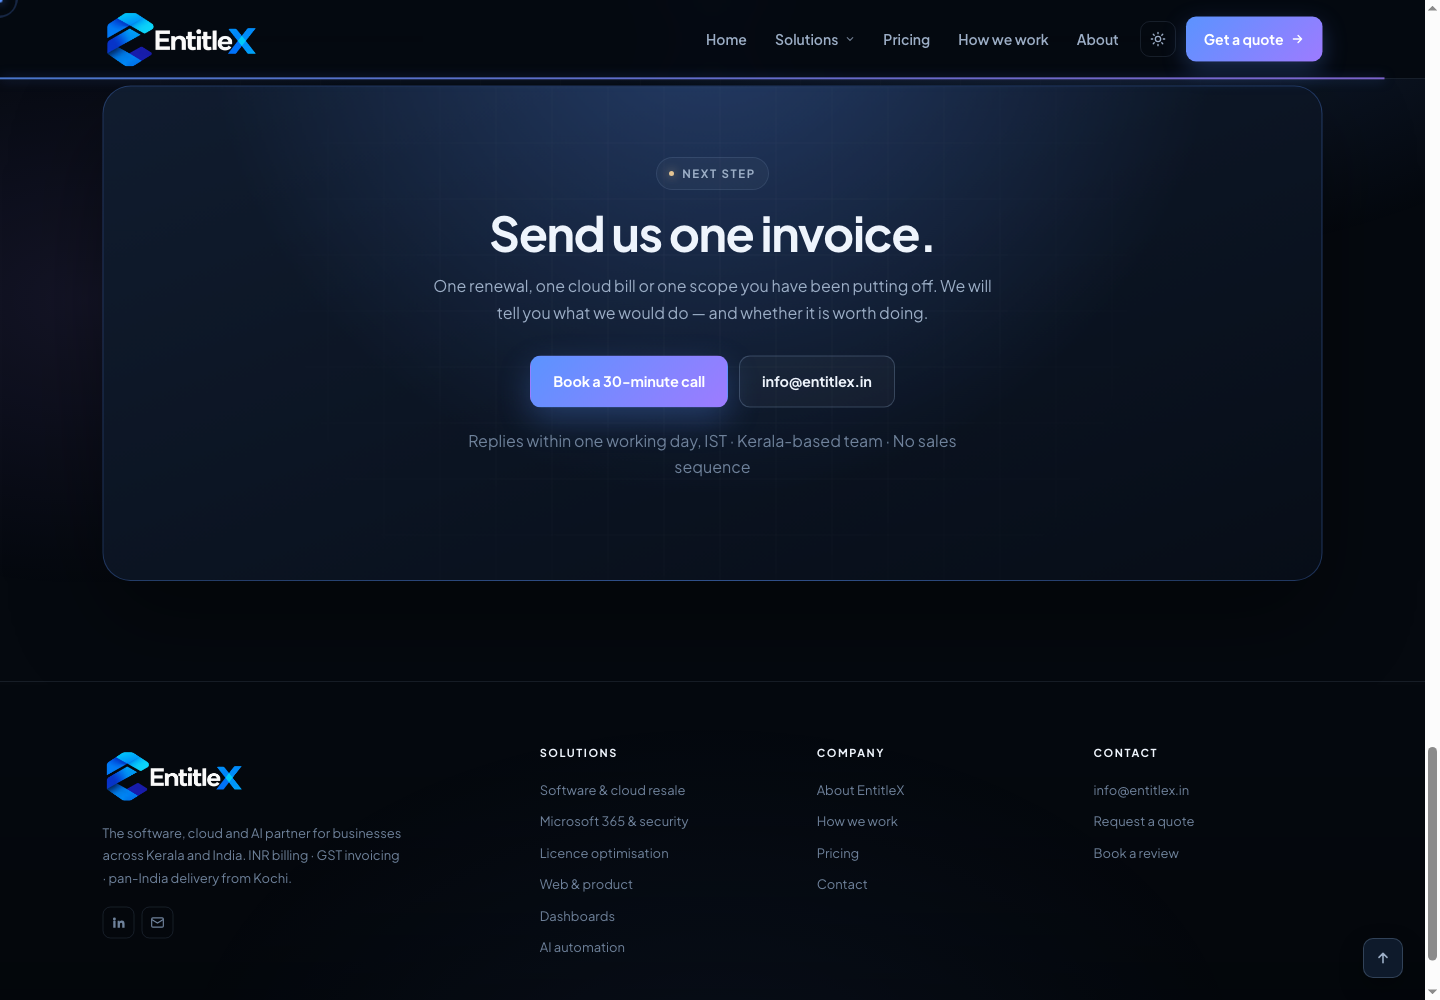 EntitleX
Home
Solutions
Pricing
How we work
About
Get a quote
NEXT STEP
Send us one invoice.
One renewal, one cloud bill or one scope you have been putting off. We will
tell you what we would do — and whether it is worth doing.
Book a 30-minute call
info@entitlex.in
Replies within one working day, IST · Kerala-based team · No sales
sequence
EntitleX
The software, cloud and AI partner for businesses
across Kerala and India. INR billing · GST invoicing
· pan-India delivery from Kochi.
in
SOLUTIONS
Software & cloud resale
Microsoft 365 & security
Licence optimisation
Web & product
Dashboards
AI automation
COMPANY
About EntitleX
How we work
Pricing
Contact
CONTACT
info@entitlex.in
Request a quote
Book a review